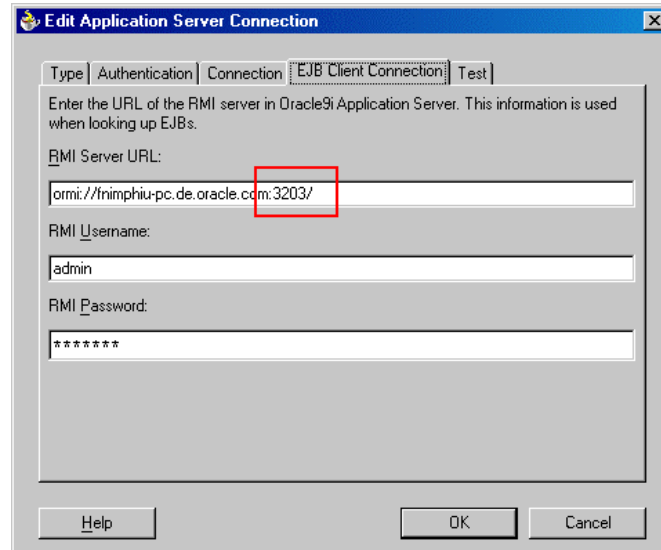 Edit Application Server Connection
Type Authentication Connection EJB Client Connection Test
Enter the URL of the RMI server in Oracle9i Application Server. This information is used
when looking up EJBs.
RMI Server URL:
ormi://fnimphiu-pc.de.oracle.com:3203/
RMI Username:
admin
RMI Password:
*******
Help OK Cancel